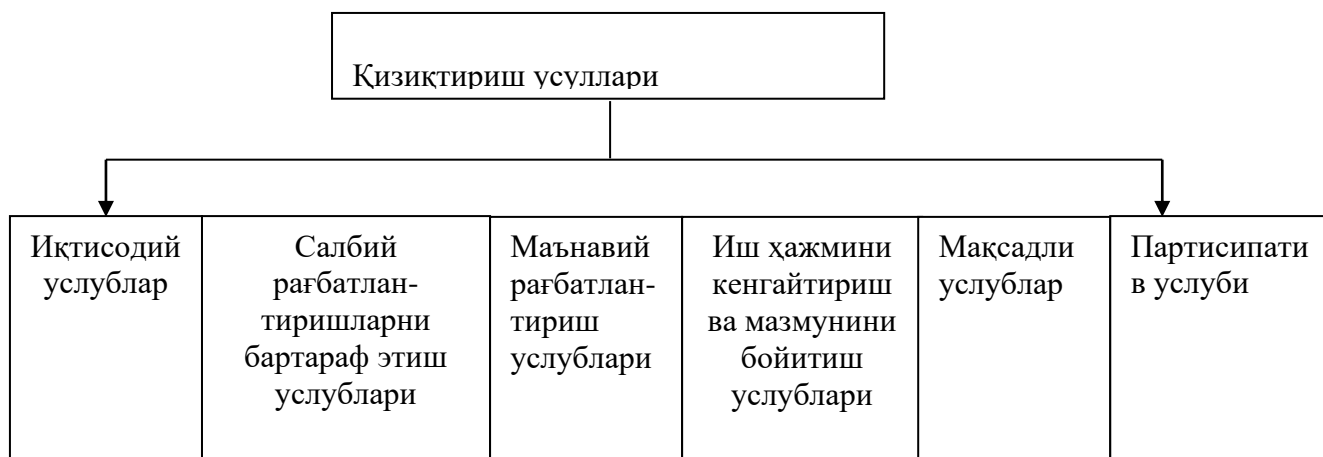 Қизиқтириш усуллари
Иқтисодий
услублар
Салбий
рағбатлан-
тиришларни
бартараф этиш
услублари
Маънавий
рағбатлан-
тириш
услублари
Иш ҳажмини
кенгайтириш
ва мазмунини
бойитиш
услублари
Мақсадли
услублар
Партисипати
в услуби